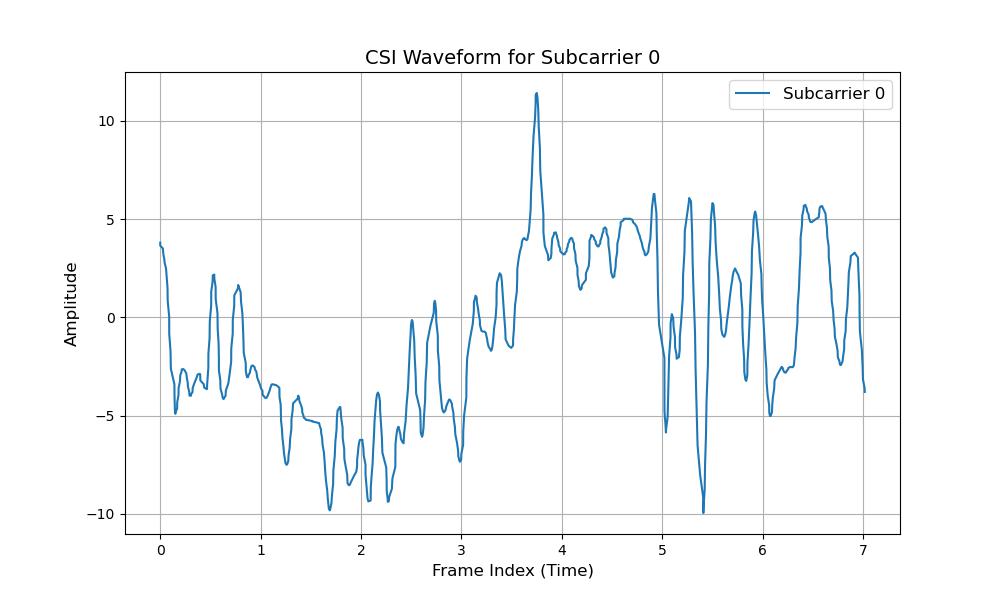 CSI Waveform for Subcarrier 0
Subcarrier 0
Amplitude
10
5
0
−5
−10
0 1 2 3 4 5 6 7
Frame Index (Time)